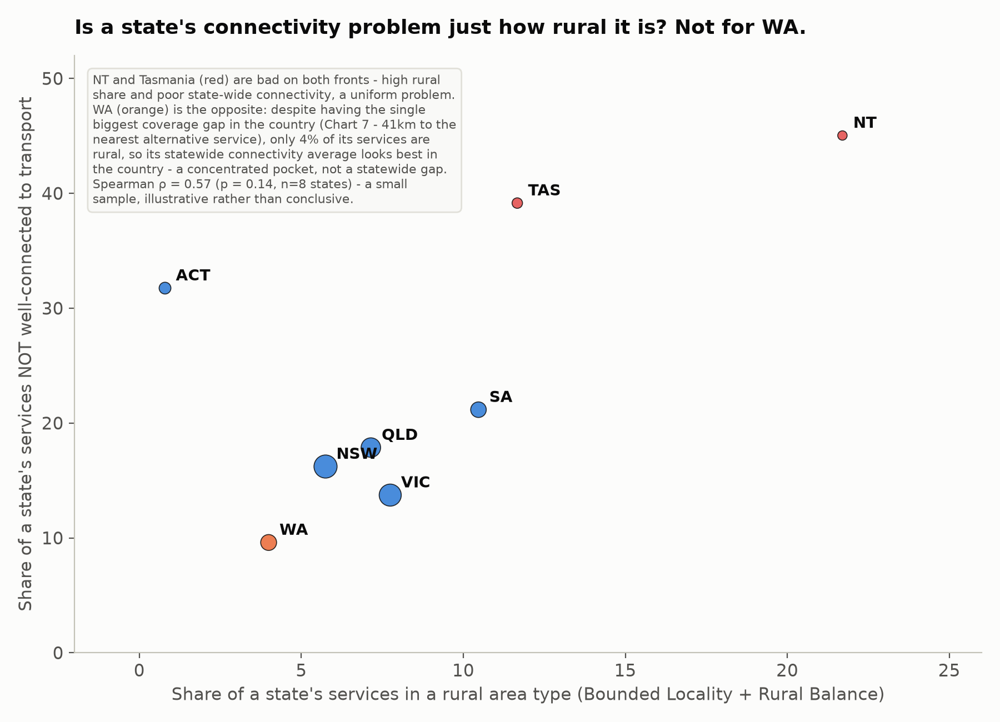 Is a state's connectivity problem just how rural it is? Not for WA.
NT and Tasmania (red) are bad on both fronts - high rural
share and poor state-wide connectivity, a uniform problem.
WA (orange) is the opposite: despite having the single
biggest coverage gap in the country (Chart 7 - 41km to the
nearest alternative service), only 4% of its services are
rural, so its statewide connectivity average looks best in
the country - a concentrated pocket, not a statewide gap.
Spearman ρ = 0.57 (p = 0.14, n=8 states) - a small
sample, illustrative rather than conclusive.
Share of a state's services NOT well-connected to transport
50
40
30
20
10
0
NT
TAS
ACT
SA
QLD
NSW
VIC
WA
0
5
10
15
20
25
Share of a state's services in a rural area type (Bounded Locality + Rural Balance)